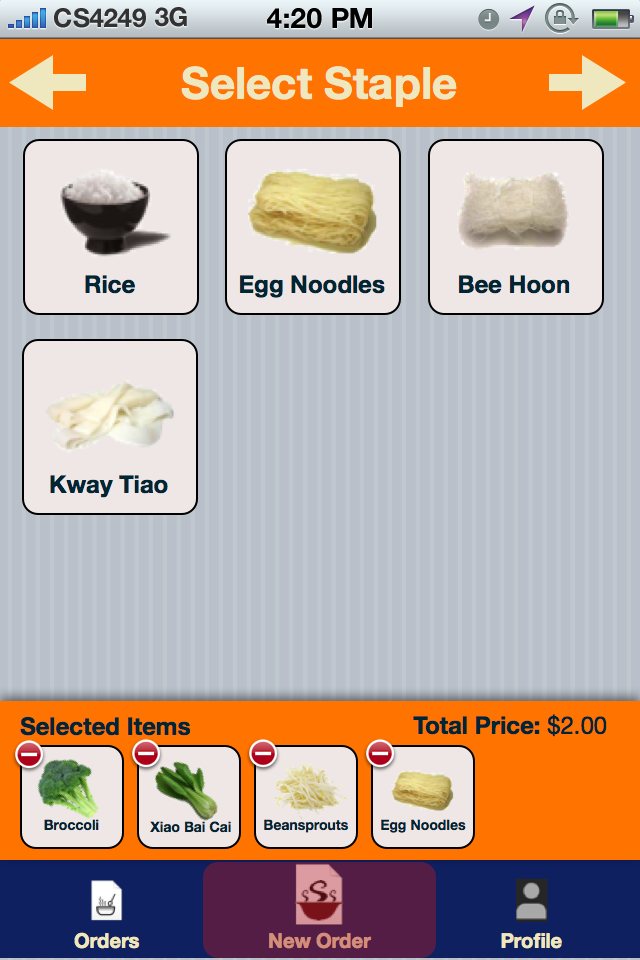 CS4249 3G 4:20 PM
Select Staple
Rice Egg Noodles Bee Hoon
Kway Tiao
Selected Items Total Price: $2.00
Broccoli Xiao Bai Cai Beansprouts Egg Noodles
Orders New Order Profile